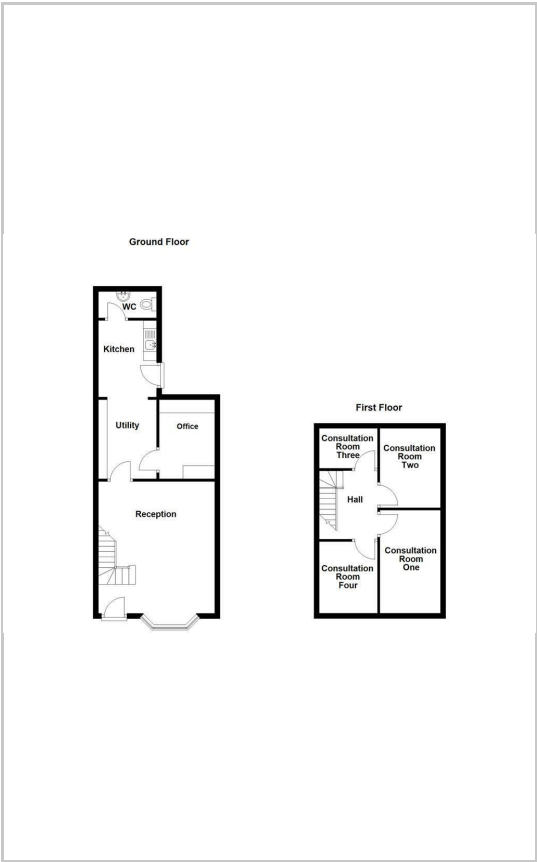 Ground Floor
WC
Kitchen
Utility
Office
Reception
First Floor
Consultation
Room
Three
Consultation
Room
Two
Hall
Consultation
Room
One
Consultation
Room
Four